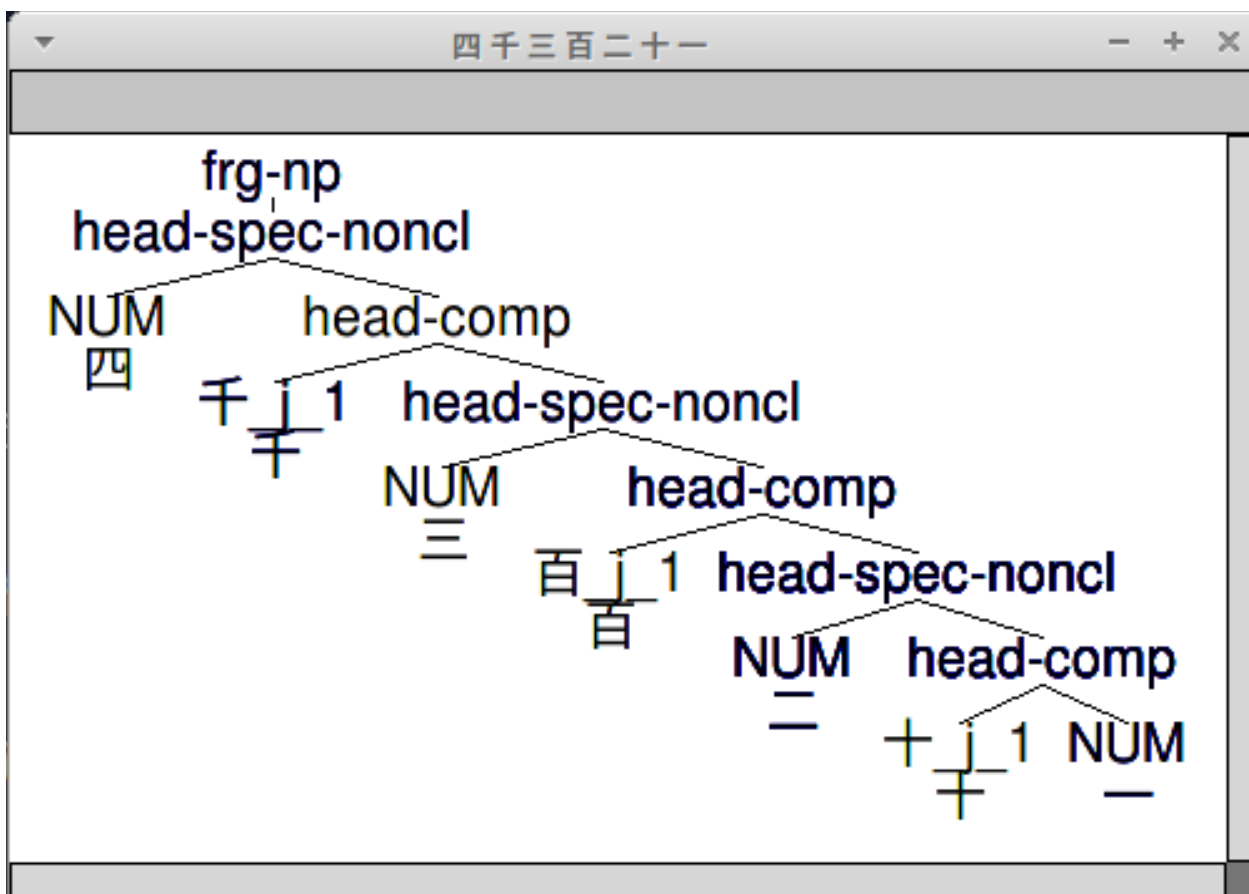 四千三百二十一
frg-np
head-spec-noncl
NUM head-comp
四
千_j_1 head-spec-noncl
千
NUM head-comp
三
百_j_1 head-spec-noncl
百
NUM head-comp
二
十_j_1 NUM
十 一